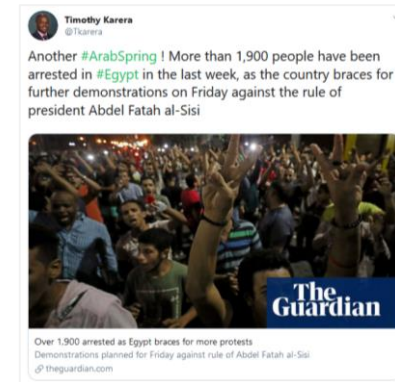 Timothy Karera
@Tkarera
Another #ArabSpring ! More than 1,900 people have been
arrested in #Egypt in the last week, as the country braces for
further demonstrations on Friday against the rule of
president Abdel Fatah al-Sisi
The
Guardian
Over 1,900 arrested as Egypt braces for more protests
Demonstrations planned for Friday against rule of Abdel Fatah al-Sisi
theguardian.com